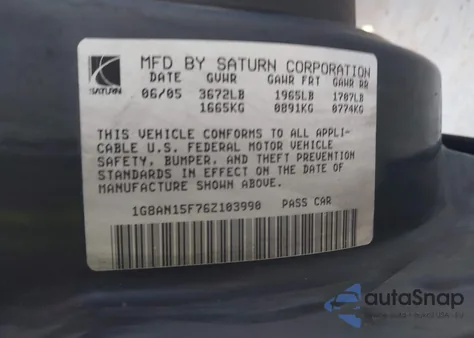 MFD BY SATURN CORPORATION
SATURN
DATE GVWR GAWR FRT GAWR RR
06/05 3672LB 1965LB 1707LB
1665KG 0891KG 0774KG
THIS VEHICLE CONFORMS TO ALL APPLI-
CABLE U.S. FEDERAL MOTOR VEHICLE
SAFETY, BUMPER, AND THEFT PREVENTION
STANDARDS IN EFFECT ON THE DATE OF
MANUFACTURE SHOWN ABOVE.
1G8AN15F76Z103990 PASS CAR
autoSnap